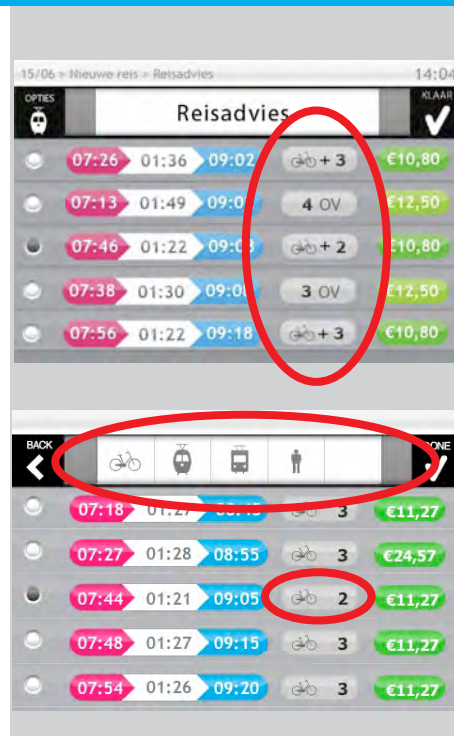 15/06 > Nieuwe reis > Reisadvies 14:04
OPTIES Reisadvies KLAAR
07:26 01:36 09:02 + 3 €10,80
07:13 01:49 4 OV €12,50
07:46 01:22 + 2 €10,80
07:38 01:30 3 OV €12,50
07:56 01:22 09:18 + 3 €10,80
BACK
07:18 3 €11,27
07:27 01:28 08:55 3 €24,57
07:44 01:21 09:05 2 €11,27
07:48 01:27 09:15 3 €11,27
07:54 01:26 09:20 3 €11,27